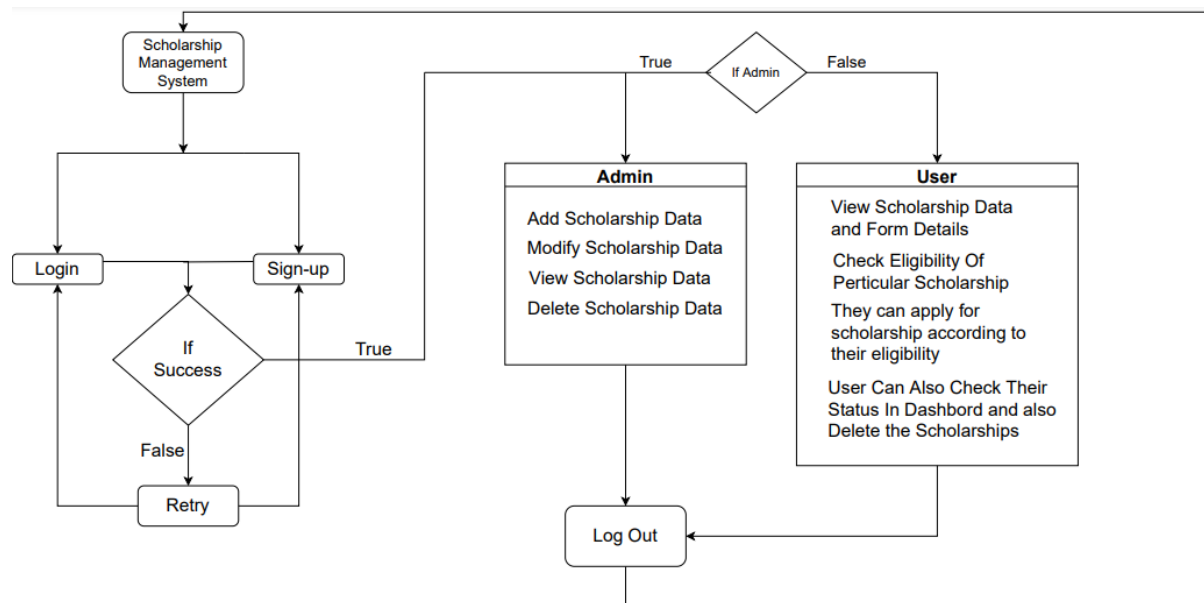 Scholarship
Management
System
True
If Admin
False
Login
Sign-up
If
Success
True
False
Retry
Admin
Add Scholarship Data
Modify Scholarship Data
View Scholarship Data
Delete Scholarship Data
User
View Scholarship Data
and Form Details
Check Eligibility Of
Perticular Scholarship
They can apply for
scholarship according to
their eligibility
User Can Also Check Their
Status In Dashbord and also
Delete the Scholarships
Log Out